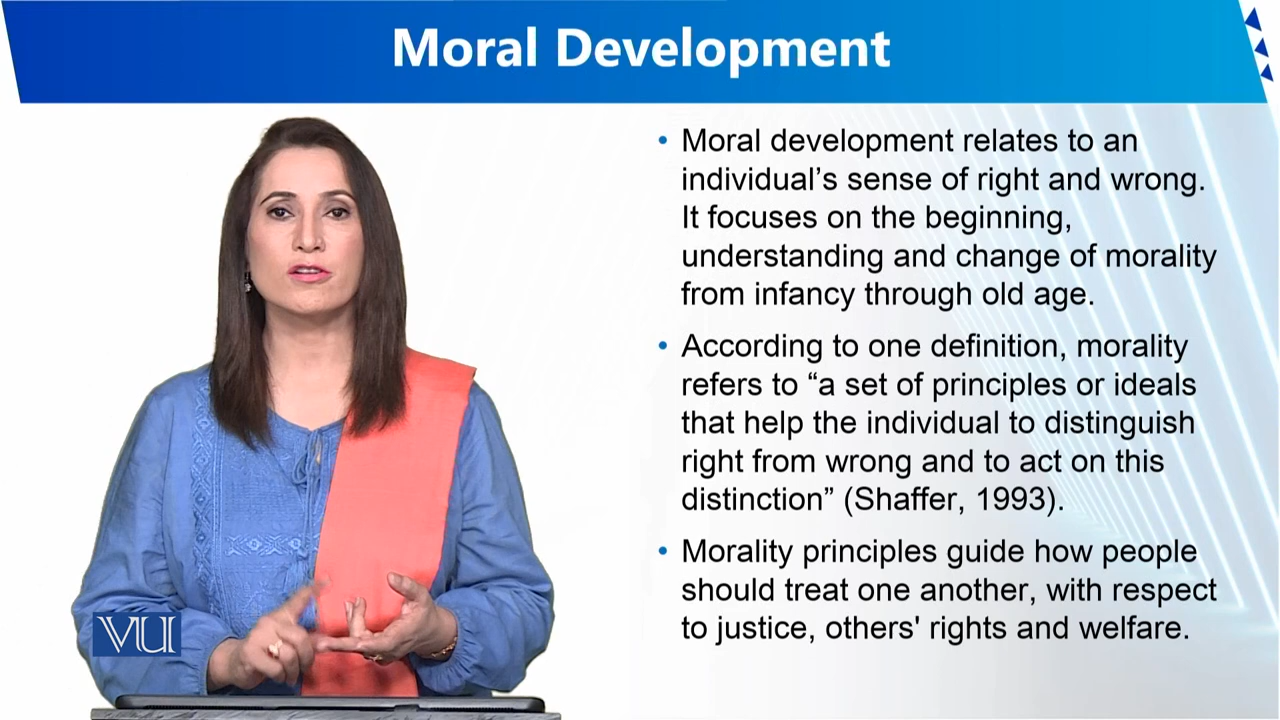 Moral Development
• Moral development relates to an
individual’s sense of right and wrong.
It focuses on the beginning,
understanding and change of morality
from infancy through old age.
• According to one definition, morality
refers to “a set of principles or ideals
that help the individual to distinguish
right from wrong and to act on this
distinction” (Shaffer, 1993).
• Morality principles guide how people
should treat one another, with respect
to justice, others' rights and welfare.
VU